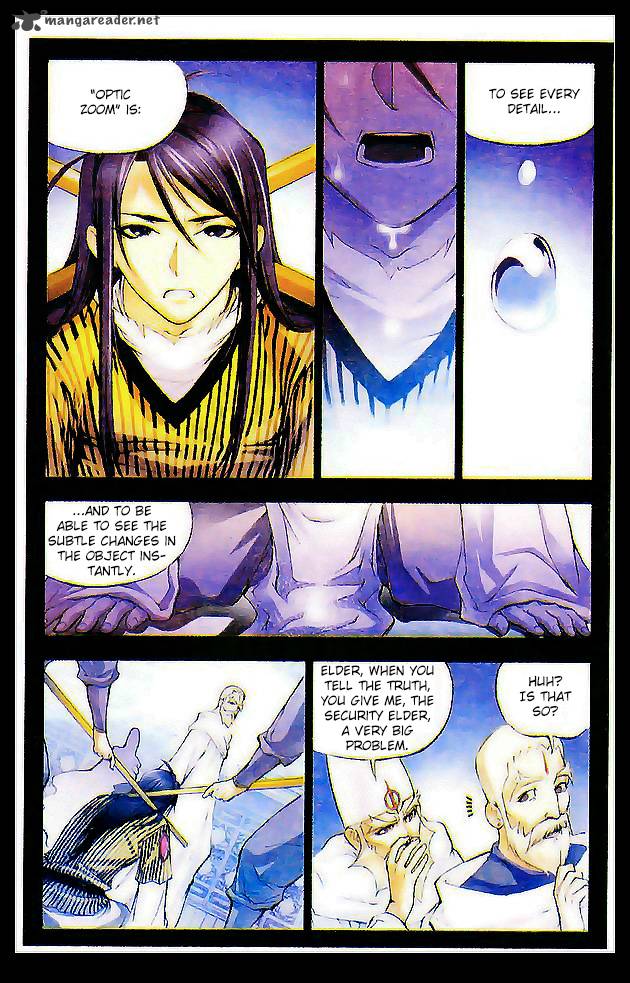 mangareader.net
"OPTIC
ZOOM" IS:
TO SEE EVERY
DETAIL...
...AND TO BE
ABLE TO SEE THE
SUBTLE CHANGES
IN THE OBJECT INS-
TANTLY.
ELDER, WHEN YOU
TELL THE TRUTH,
YOU GIVE ME, THE
SECURITY ELDER,
A VERY BIG
PROBLEM.
HUH?
IS THAT
SO?